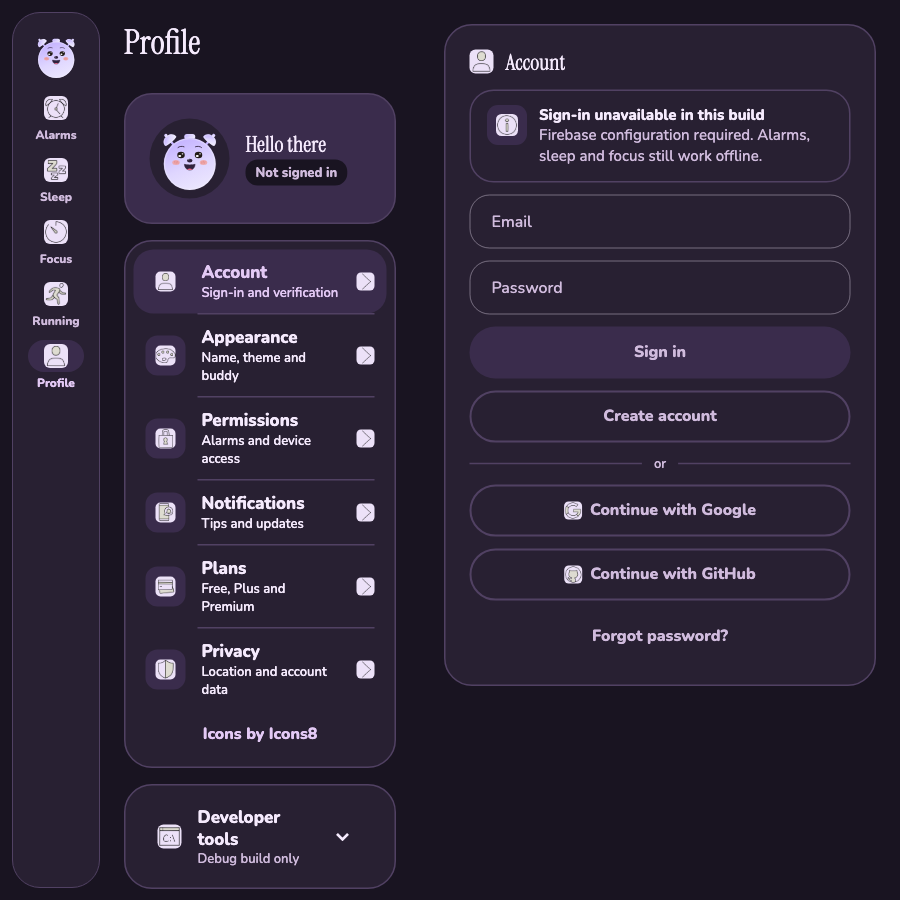 Alarms
Sleep
Focus
Running
Profile
Profile
Hello there
Not signed in
Account
Sign-in and verification
Appearance
Name, theme and
buddy
Permissions
Alarms and device
access
Notifications
Tips and updates
Plans
Free, Plus and
Premium
Privacy
Location and account
data
Icons by Icons8
C:\
Developer
tools
Debug build only
Account
Sign-in unavailable in this build
Firebase configuration required. Alarms,
sleep and focus still work offline.
Email
Password
Sign in
Create account
or
Continue with Google
Continue with GitHub
Forgot password?